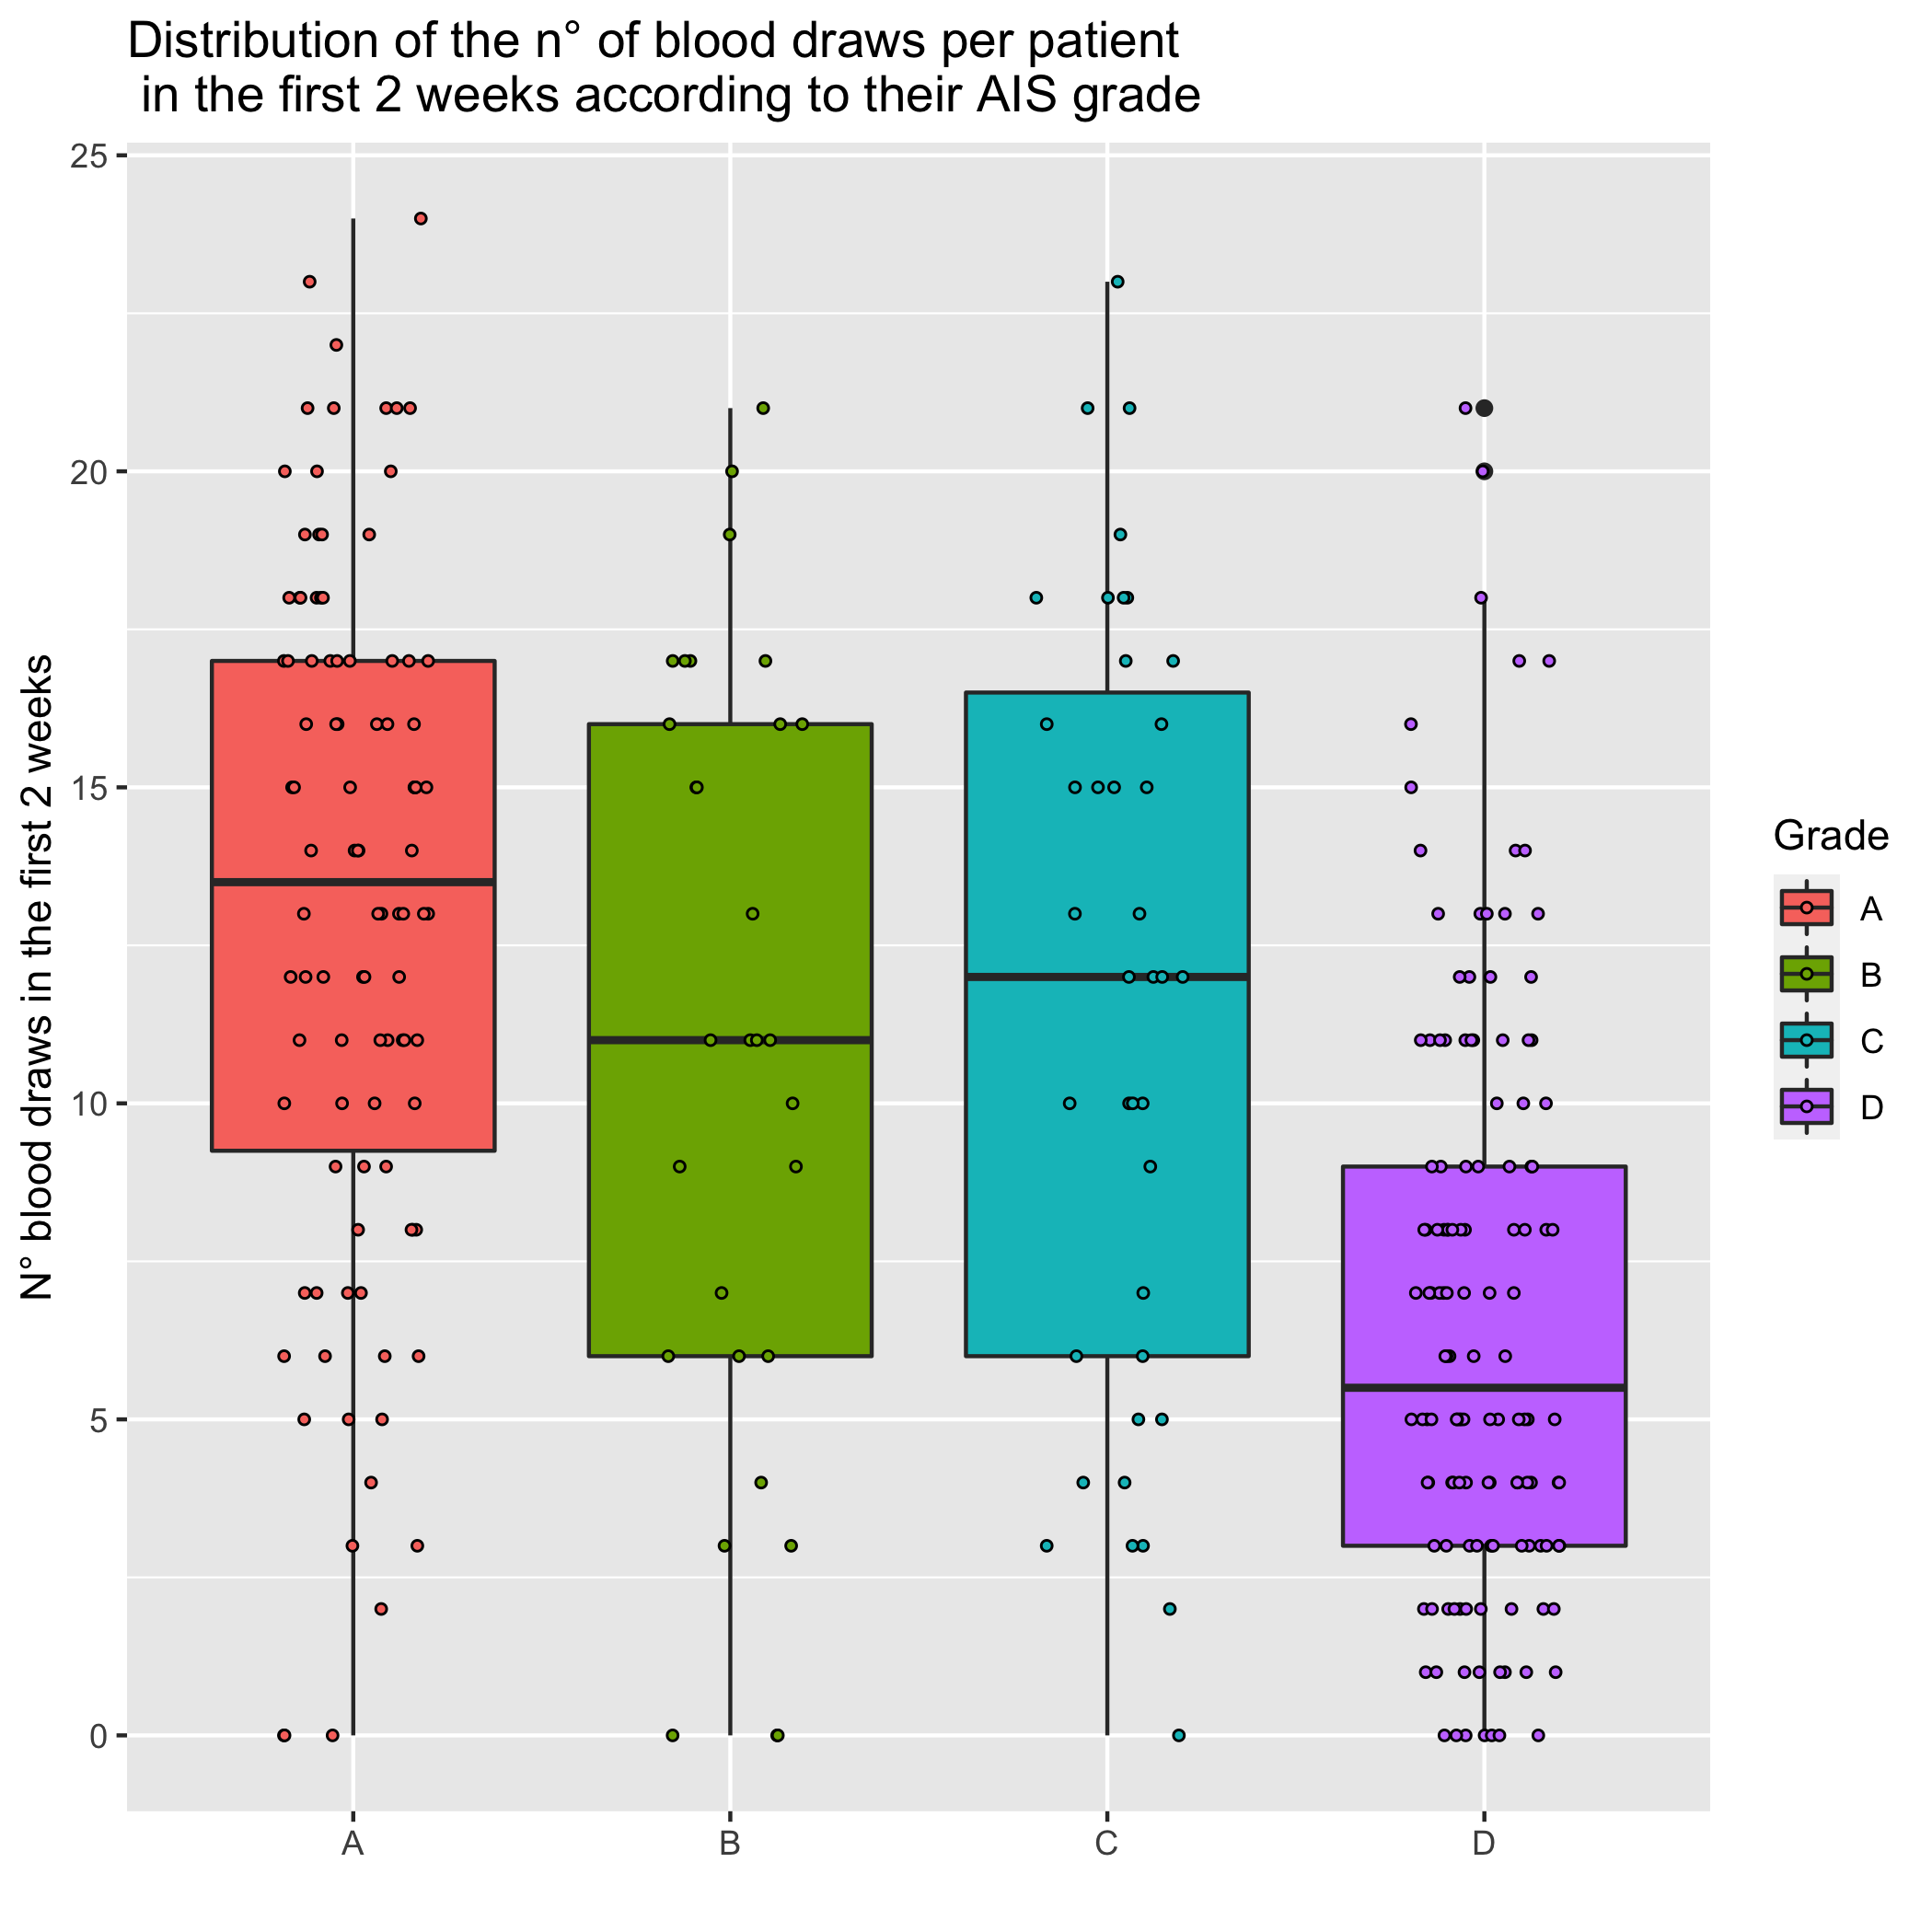 Distribution of the n° of blood draws per patient
in the first 2 weeks according to their AIS grade
N° blood draws in the first 2 weeks
25
20
15
10
5
0
A
B
C
D
Grade
A
B
C
D